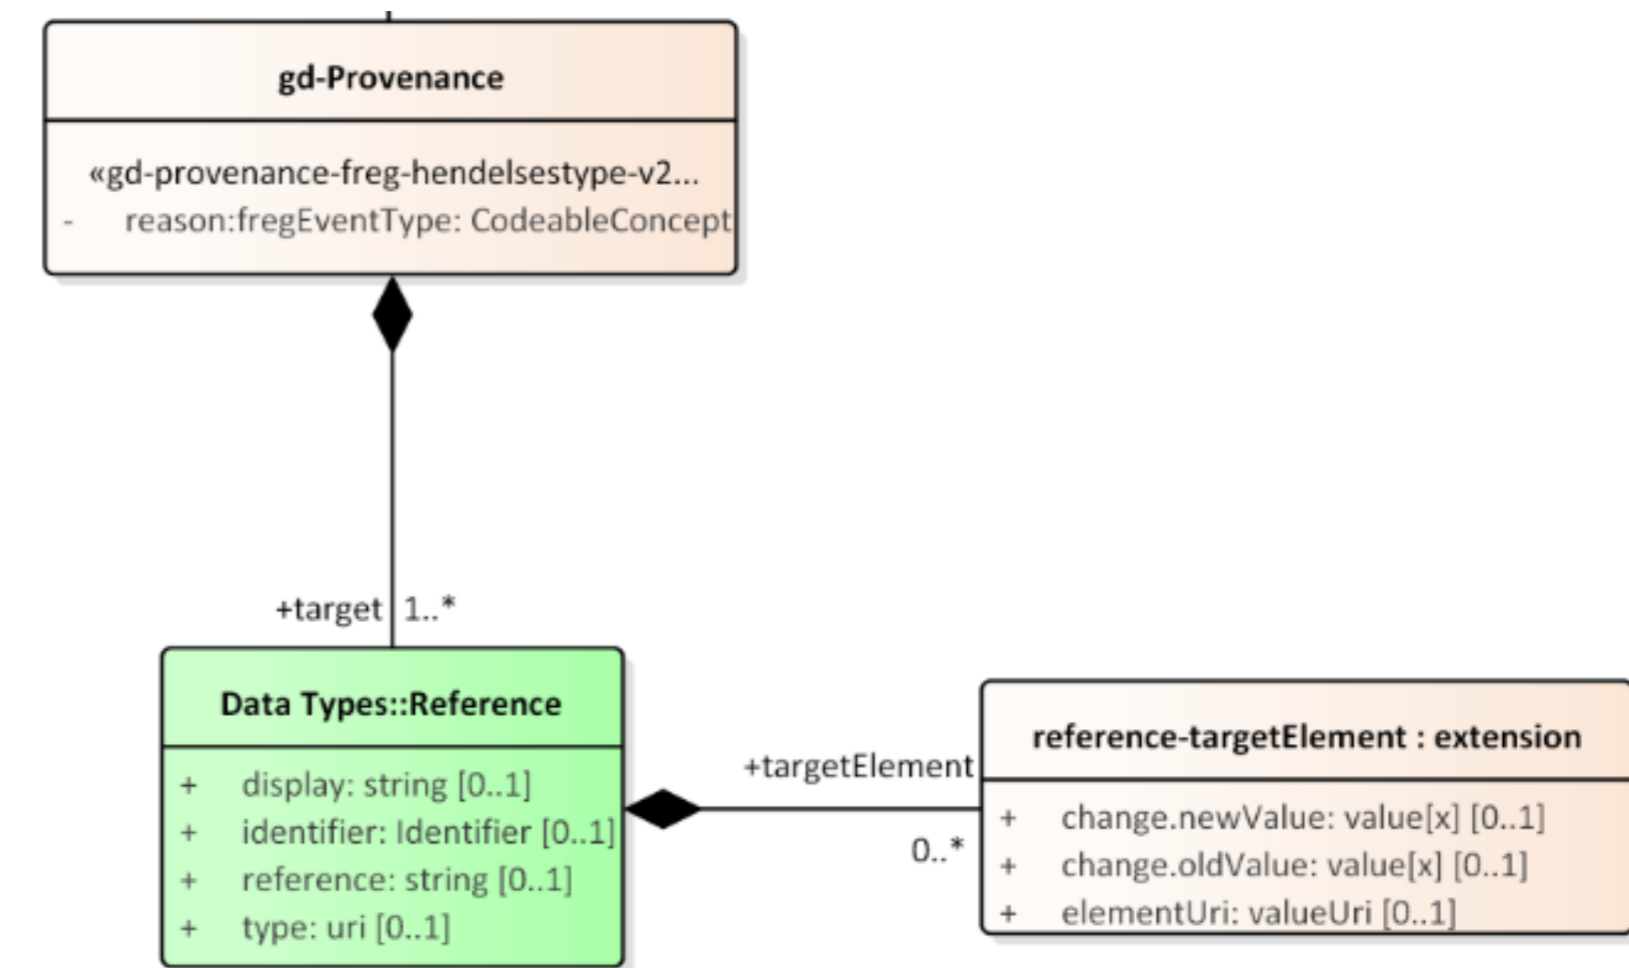 gd-Provenance
«gd-provenance-freg-hendelsestype-v2...
- reason:fregEventType: CodeableConcept
+target 1..*
Data Types::Reference
+ display: string [0..1]
+ identifier: Identifier [0..1]
+ reference: string [0..1]
+ type: uri [0..1]
+targetElement
0..*
reference-targetElement : extension
+ change.newValue: value[x] [0..1]
+ change.oldValue: value[x] [0..1]
+ elementUri: valueUri [0..1]